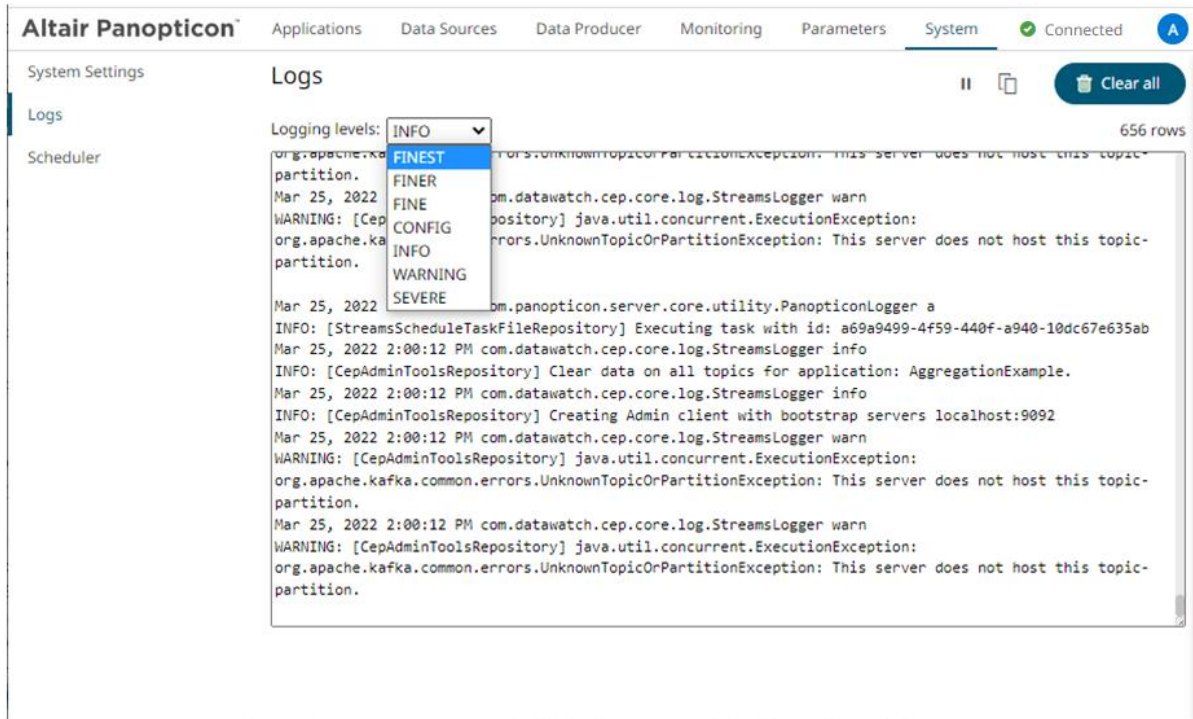 Altair Panopticon™ Applications Data Sources Data Producer Monitoring Parameters System Connected A
System Settings
Logs
Scheduler
Logs
Clear all
Logging levels: INFO
656 rows
FINEST
FINER
FINE
CONFIG
INFO
WARNING
SEVERE
partition.
Mar 25, 2022 om.datawatch.cep.core.log.StreamsLogger warn
WARNING: [Cep ository] java.util.concurrent.ExecutionException:
org.apache.ka rrors.UnknownTopicOrPartitionException: This server does not host this topic-
partition.
Mar 25, 2022 om.panopticon.server.core.utility.PanopticonLogger a
INFO: [StreamsScheduleTaskFileRepository] Executing task with id: a69a9499-4f59-440f-a940-10dc67e635ab
Mar 25, 2022 2:00:12 PM com.datawatch.cep.core.log.StreamsLogger info
INFO: [CepAdminToolsRepository] Clear data on all topics for application: AggregationExample.
Mar 25, 2022 2:00:12 PM com.datawatch.cep.core.log.StreamsLogger info
INFO: [CepAdminToolsRepository] Creating Admin client with bootstrap servers localhost:9092
Mar 25, 2022 2:00:12 PM com.datawatch.cep.core.log.StreamsLogger warn
WARNING: [CepAdminToolsRepository] java.util.concurrent.ExecutionException:
org.apache.kafka.common.errors.UnknownTopicOrPartitionException: This server does not host this topic-
partition.
Mar 25, 2022 2:00:12 PM com.datawatch.cep.core.log.StreamsLogger warn
WARNING: [CepAdminToolsRepository] java.util.concurrent.ExecutionException:
org.apache.kafka.common.errors.UnknownTopicOrPartitionException: This server does not host this topic-
partition.